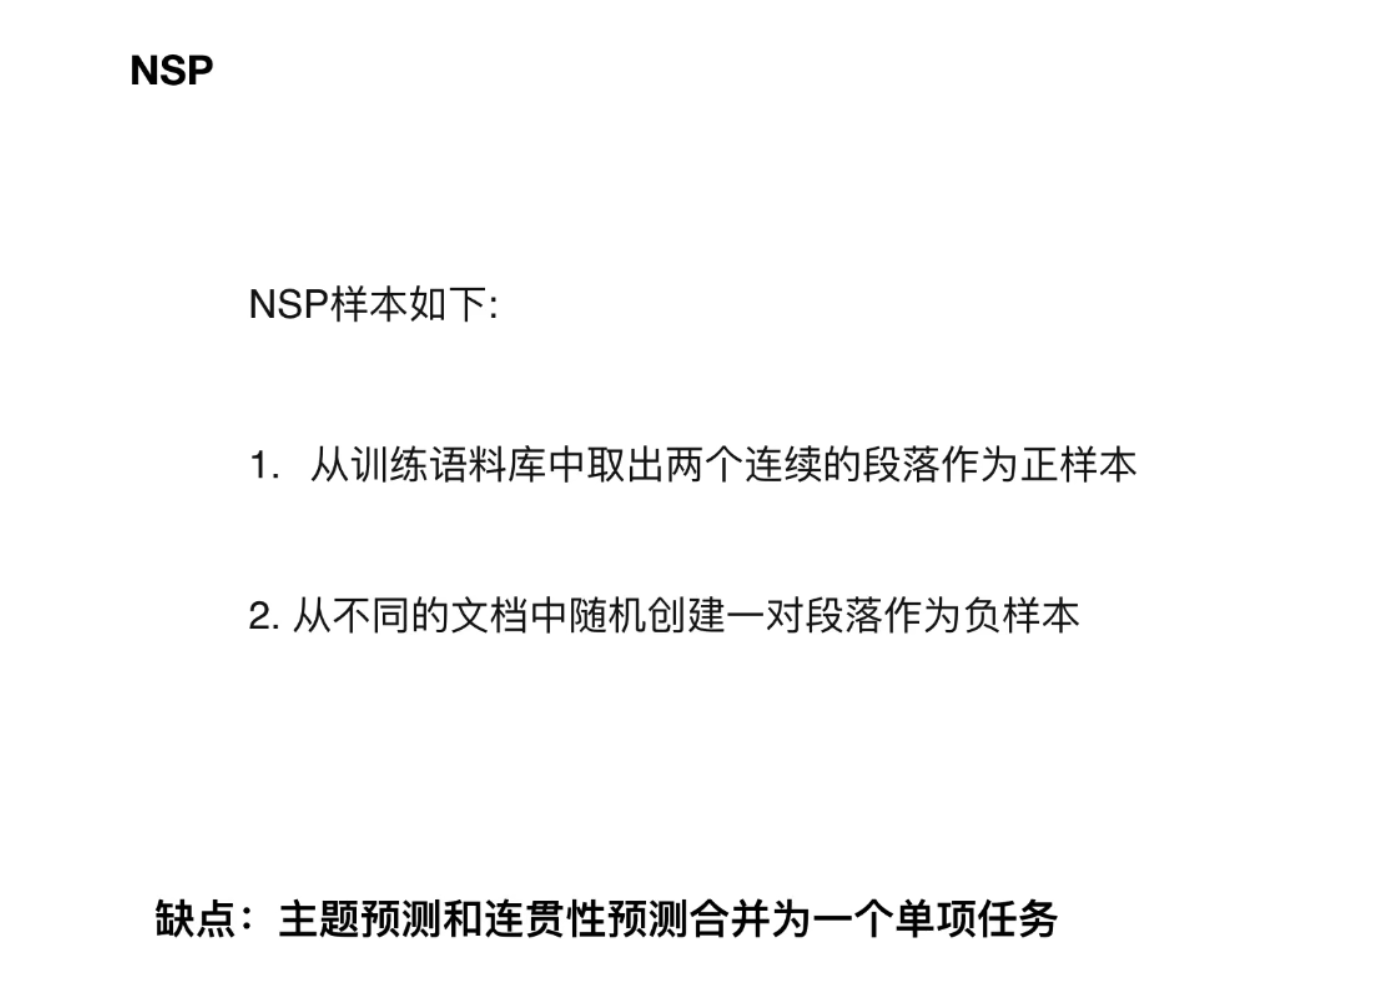 NSP
NSP样本如下:
1. 从训练语料库中取出两个连续的段落作为正样本
2. 从不同的文档中随机创建一对段落作为负样本
缺点：主题预测和连贯性预测合并为一个单项任务